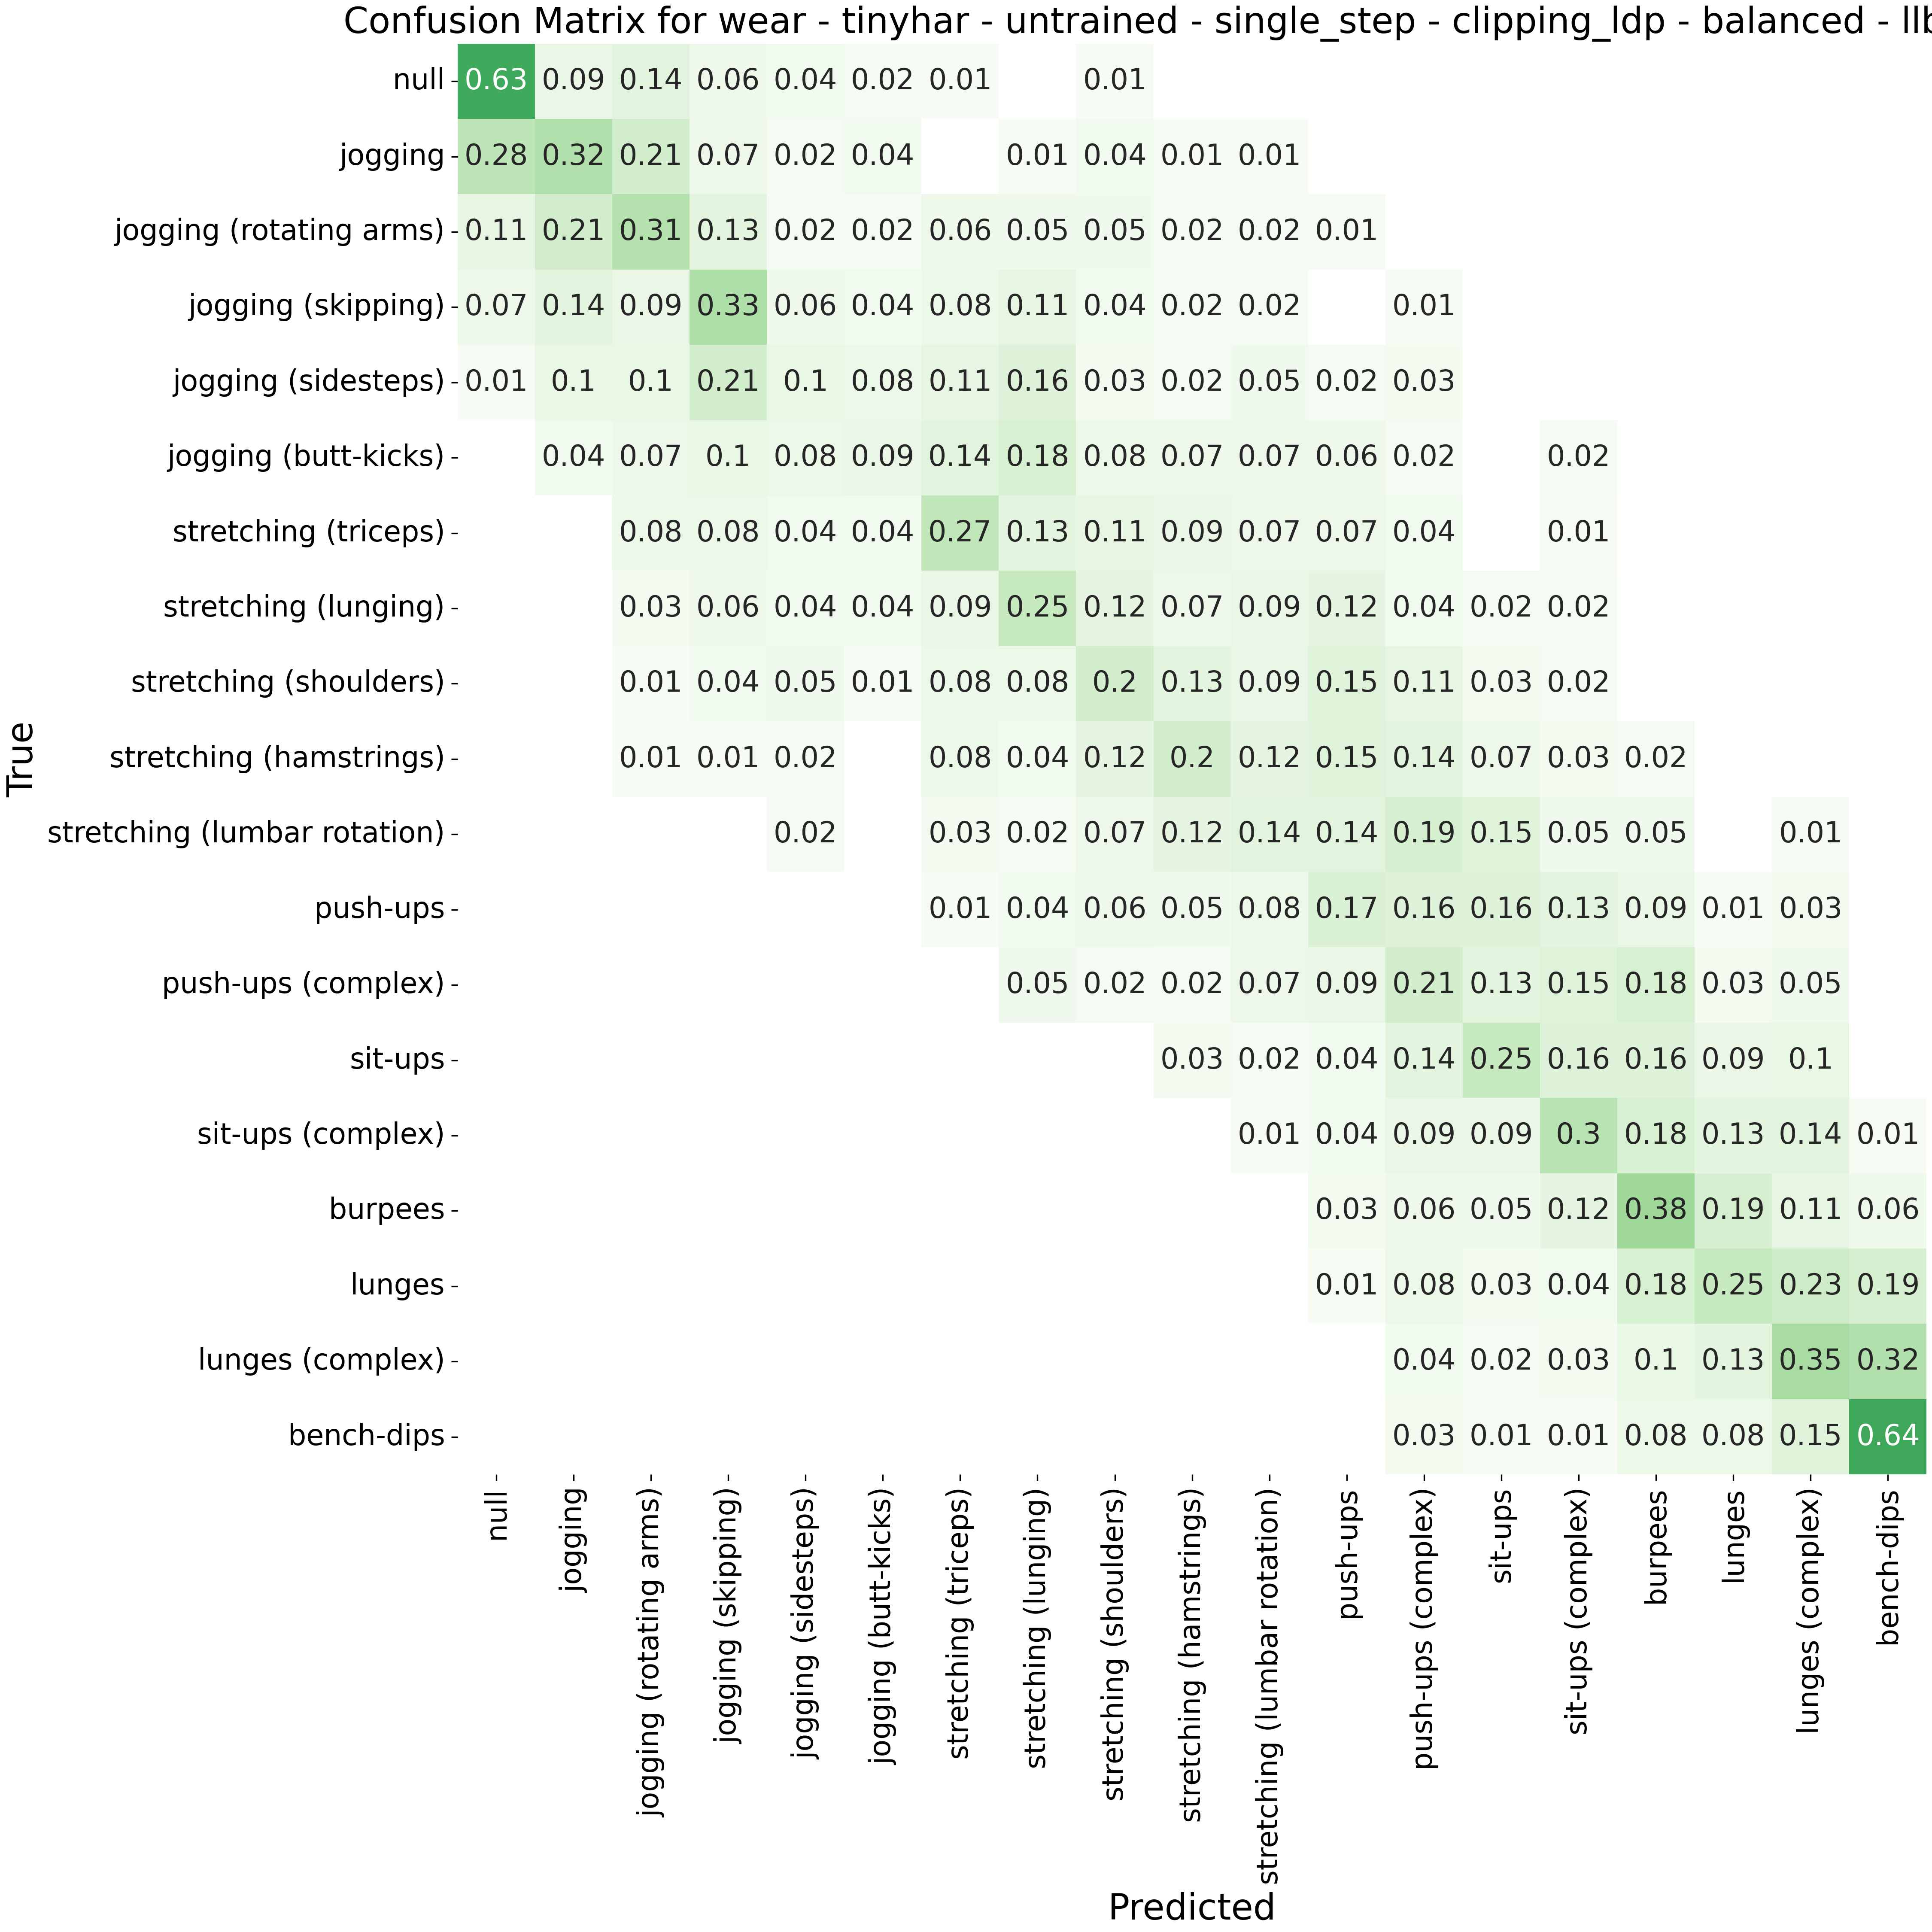 Confusion Matrix for wear - tinyhar - untrained - single_step - clipping_ldp - balanced - llb
null 0.63 0.09 0.14 0.06 0.04 0.02 0.01 0.01
jogging 0.28 0.32 0.21 0.07 0.02 0.04 0.01 0.04 0.01 0.01
jogging (rotating arms) 0.11 0.21 0.31 0.13 0.02 0.02 0.06 0.05 0.05 0.02 0.02 0.01
jogging (skipping) 0.07 0.14 0.09 0.33 0.06 0.04 0.08 0.11 0.04 0.02 0.02 0.01
jogging (sidesteps) 0.01 0.1 0.1 0.21 0.1 0.08 0.11 0.16 0.03 0.02 0.05 0.02 0.03
jogging (butt-kicks) 0.04 0.07 0.1 0.08 0.09 0.14 0.18 0.08 0.07 0.07 0.06 0.02 0.02
stretching (triceps) 0.08 0.08 0.04 0.04 0.27 0.13 0.11 0.09 0.07 0.07 0.04 0.01
stretching (lunging) 0.03 0.06 0.04 0.04 0.09 0.25 0.12 0.07 0.09 0.12 0.04 0.02 0.02
stretching (shoulders) 0.01 0.04 0.05 0.01 0.08 0.08 0.2 0.13 0.09 0.15 0.11 0.03 0.02
stretching (hamstrings) 0.01 0.01 0.02 0.08 0.04 0.12 0.2 0.12 0.15 0.14 0.07 0.03 0.02
stretching (lumbar rotation) 0.02 0.03 0.02 0.07 0.12 0.14 0.14 0.19 0.15 0.05 0.05 0.01
push-ups 0.01 0.04 0.06 0.05 0.08 0.17 0.16 0.16 0.13 0.09 0.01 0.03
push-ups (complex) 0.05 0.02 0.02 0.07 0.09 0.21 0.13 0.15 0.18 0.03 0.05
sit-ups 0.03 0.02 0.04 0.14 0.25 0.16 0.16 0.09 0.1
sit-ups (complex) 0.01 0.04 0.09 0.09 0.3 0.18 0.13 0.14 0.01
burpees 0.03 0.06 0.05 0.12 0.38 0.19 0.11 0.06
lunges 0.01 0.08 0.03 0.04 0.18 0.25 0.23 0.19
lunges (complex) 0.04 0.02 0.03 0.1 0.13 0.35 0.32
bench-dips 0.03 0.01 0.01 0.08 0.08 0.15 0.64
True
null
jogging
jogging (rotating arms)
jogging (skipping)
jogging (sidesteps)
jogging (butt-kicks)
stretching (triceps)
stretching (lunging)
stretching (shoulders)
stretching (hamstrings)
stretching (lumbar rotation)
push-ups
push-ups (complex)
sit-ups
sit-ups (complex)
burpees
lunges
lunges (complex)
bench-dips
Predicted